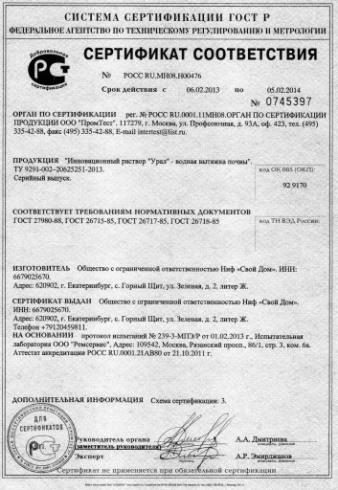 СИСТЕМА СЕРТИФИКАЦИИ ГОСТ Р
ФЕДЕРАЛЬНОЕ АГЕНТСТВО ПО ТЕХНИЧЕСКОМУ РЕГУЛИРОВАНИЮ И МЕТРОЛОГИИ
Добровольная
сертификация
СЕРТИФИКАТ СООТВЕТСТВИЯ
№ РОСС RU.МН08.Н00476
Срок действия с 06.02.2013 по 05.02.2014
№ 0745397
ОРГАН ПО СЕРТИФИКАЦИИ рег. № РОСС RU.0001.11МН08.ОРГАН ПО СЕРТИФИКАЦИИ
ПРОДУКЦИИ ООО "ПромТест". 117279, г. Москва, ул. Профсоюзная, д. 93А, оф. 423, тел. (495)
335-42-88, факс (495) 335-42-88, E-mail intertest@list.ru.
ПРОДУКЦИЯ "Инновационный раствор "Урал" - водная вытяжка почвы".
ТУ 9291-002-20625251-2013.
Серийный выпуск.
код ОК 005 (ОКП):
92 9170
СООТВЕТСТВУЕТ ТРЕБОВАНИЯМ НОРМАТИВНЫХ ДОКУМЕНТОВ
ГОСТ 27980-88, ГОСТ 26715-85, ГОСТ 26717-85, ГОСТ 26718-85
код ТН ВЭД России:
ИЗГОТОВИТЕЛЬ Общество с ограниченной ответственностью Ниф «Свой Дом». ИНН:
6679025670.
Адрес: 620902, г. Екатеринбург, с. Горный Щит, ул. Зеленая, д. 2, литер Ж.
СЕРТИФИКАТ ВЫДАН Общество с ограниченной ответственностью Ниф «Свой Дом».
ИНН: 6679025670.
Адрес: 620902, г. Екатеринбург, с. Горный Щит, ул. Зеленая, д. 2, литер Ж.
Телефон +79120459811.
НА ОСНОВАНИИ протокол испытаний № 239-3-МПЭ/Р от 01.02.2013 г., Испытательная
лаборатория ООО "Ремсервис", Адрес: 109542, Москва, Рязанский просп., 86/1, стр. 3, ком. 6а.
Аттестат аккредитации РОСС RU.0001.21АВ80 от 21.10.2011 г.
ДОПОЛНИТЕЛЬНАЯ ИНФОРМАЦИЯ Схема сертификации: 3.
ДЛЯ
СЕРТИФИКАТОВ
Руководитель органа
(заместитель руководителя)
А.А. Дмитриева
Эксперт
А.Р. Эмирджанов
Сертификат не применяется при обязательной сертификации